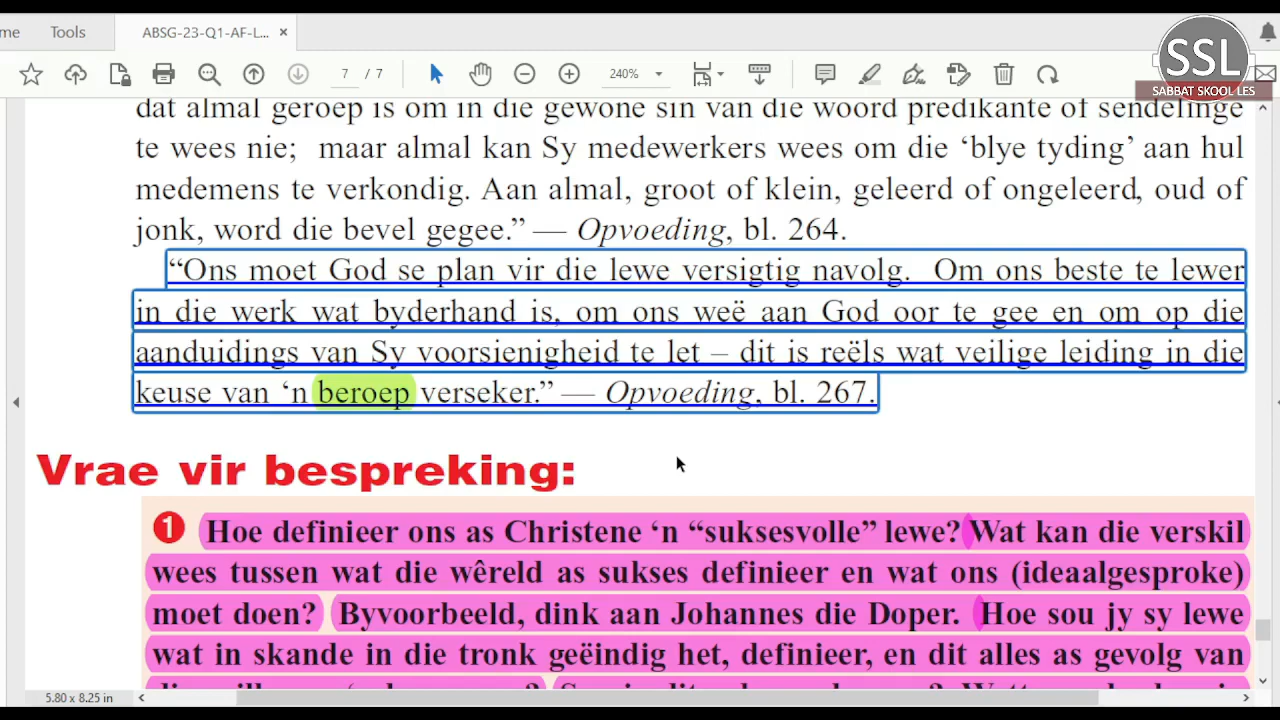 me Tools ABSG-23-Q1-AF-L... ×
SSL
SABBAT SKOOL LES
7 / 7 240%
dat almal geroep is om in die gewone sin van die woord predikante of sendelinge
te wees nie; maar almal kan Sy medewerkers wees om die ‘blye tyding’ aan hul
medemens te verkondig. Aan almal, groot of klein, geleerd of ongeleerd, oud of
jonk, word die bevel gegee.” — Opvoeding, bl. 264.
“Ons moet God se plan vir die lewe versigtig navolg. Om ons beste te lewer
in die werk wat byderhand is, om ons weë aan God oor te gee en om op die
aanduidings van Sy voorsienigheid te let – dit is reëls wat veilige leiding in die
keuse van ‘n beroep verseker.” — Opvoeding, bl. 267.
Vrae vir bespreking:
1 Hoe definieer ons as Christene ‘n “suksesvolle” lewe? Wat kan die verskil
wees tussen wat die wêreld as sukses definieer en wat ons (ideaalgesproke)
moet doen? Byvoorbeeld, dink aan Johannes die Doper. Hoe sou jy sy lewe
wat in skande in die tronk geëindig het, definieer, en dit alles as gevolg van
5.80 x 8.25 in